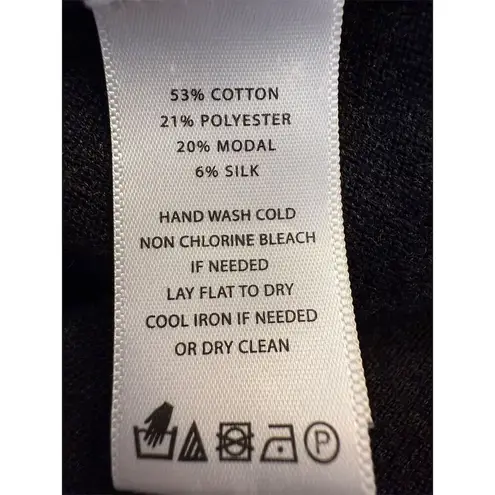 53% COTTON
21% POLYESTER
20% MODAL
6% SILK
HAND WASH COLD
NON CHLORINE BLEACH
IF NEEDED
LAY FLAT TO DRY
COOL IRON IF NEEDED
OR DRY CLEAN
P